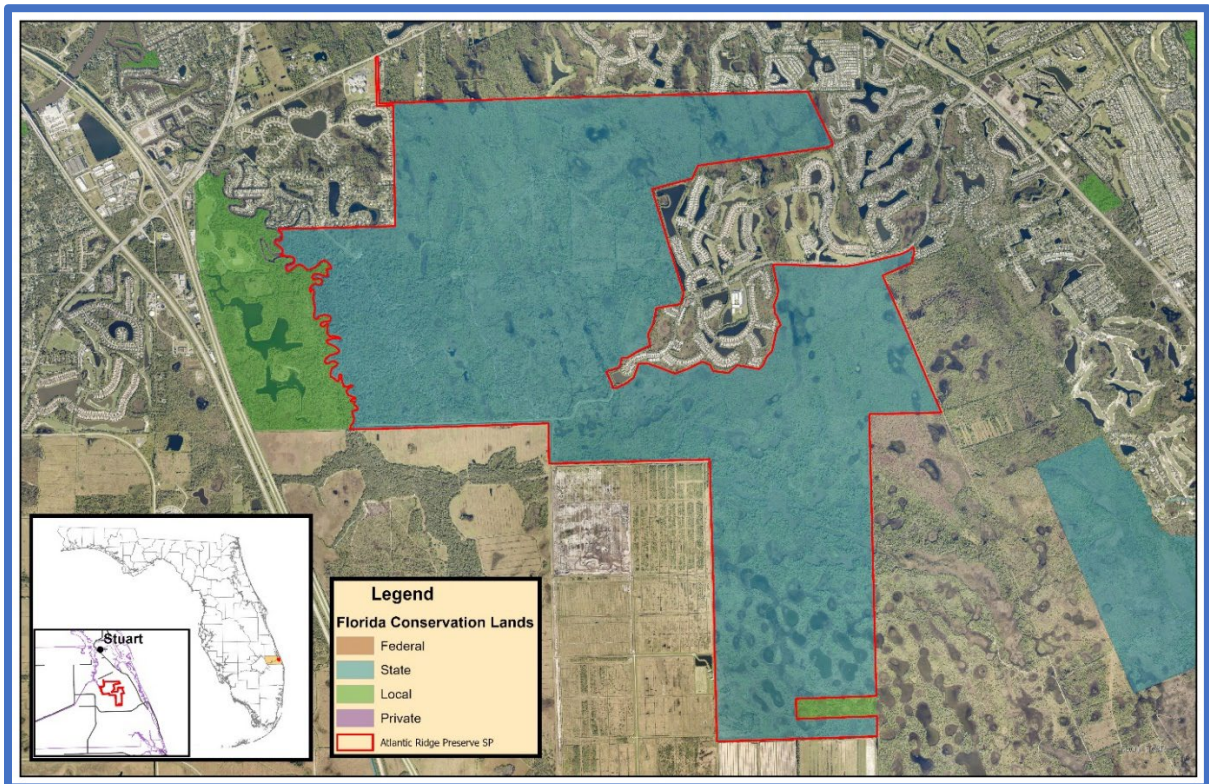 Stuart
Legend
Florida Conservation Lands
Federal
State
Local
Private
Atlantic Ridge Preserve SP